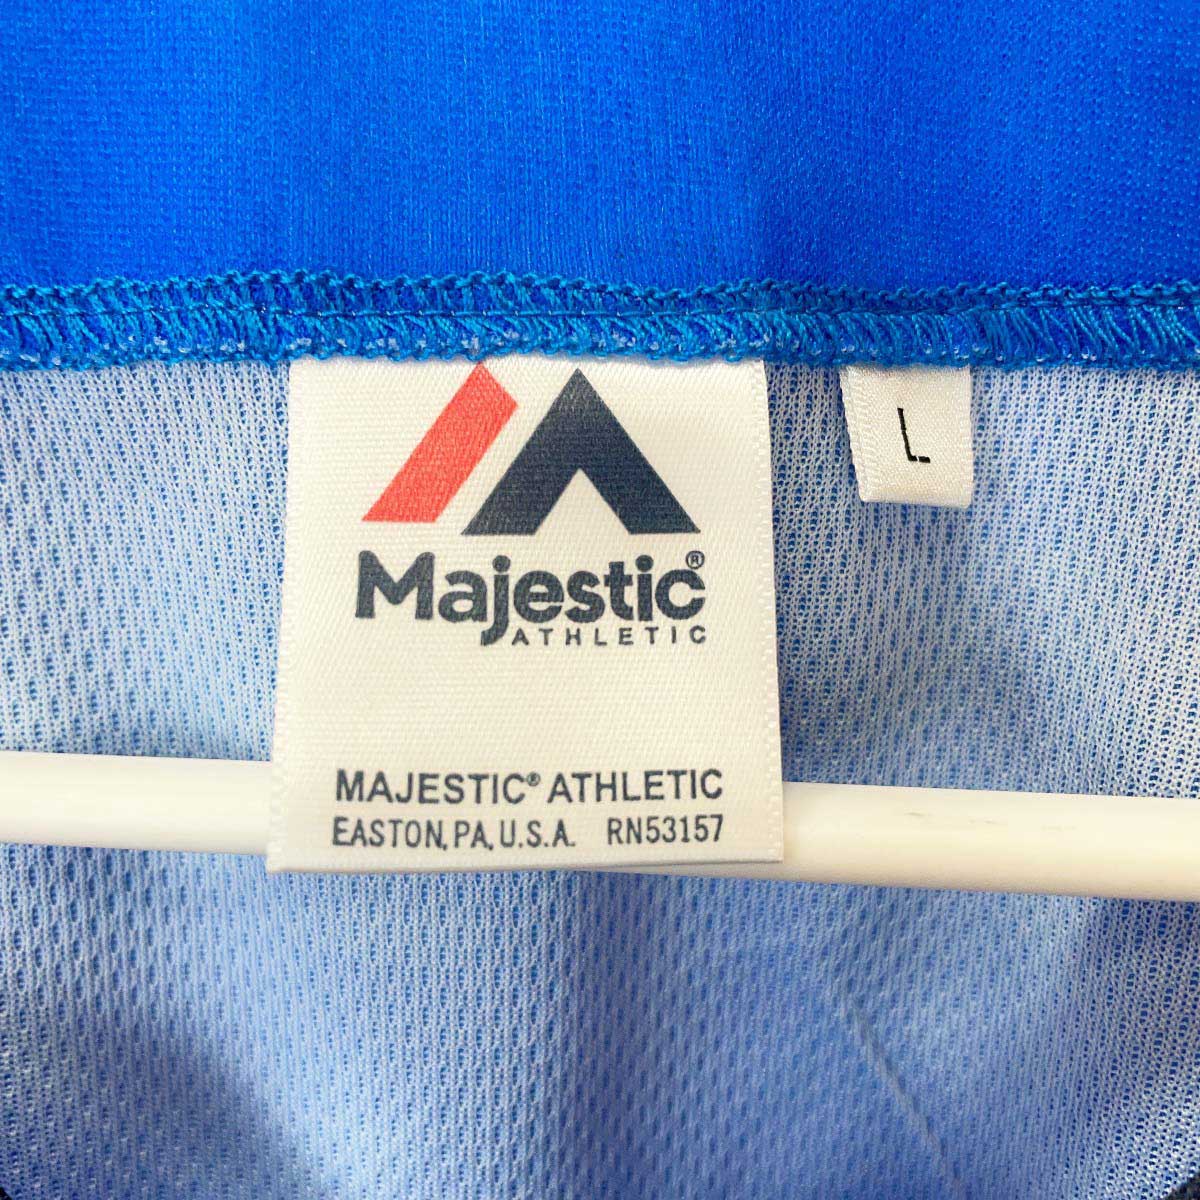 L
Majestic®
ATHLETIC
MAJESTIC® ATHLETIC
EASTON, PA, U.S.A. RN53157